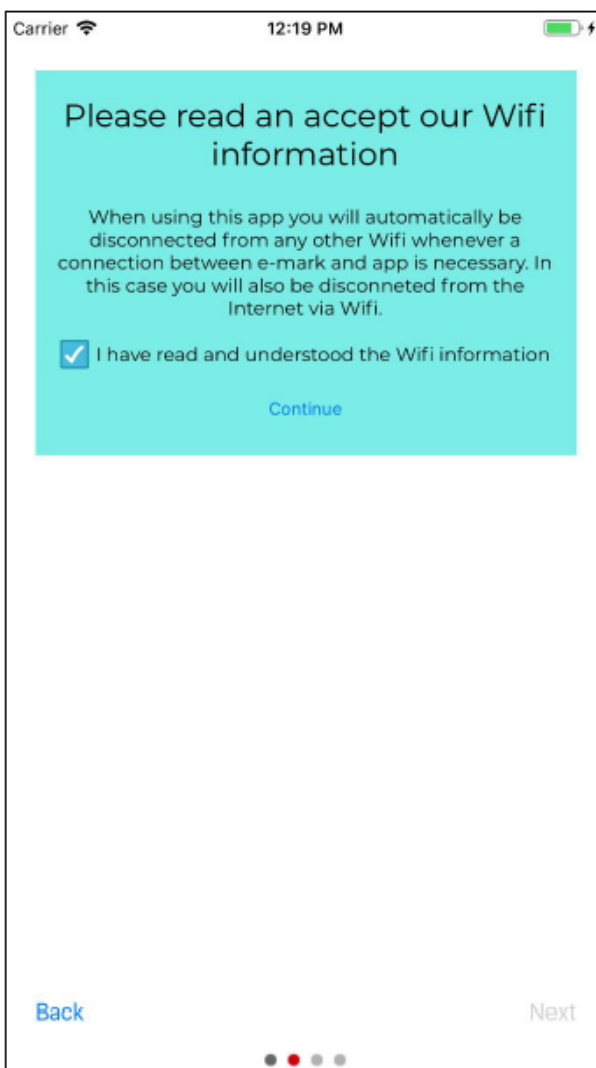 Carrier
12:19 PM
Please read an accept our Wifi
information
When using this app you will automatically be
disconnected from any other Wifi whenever a
connection between e-mark and app is necessary. In
this case you will also be disconneted from the
Internet via Wifi.
I have read and understood the Wifi information
Continue
Back
Next